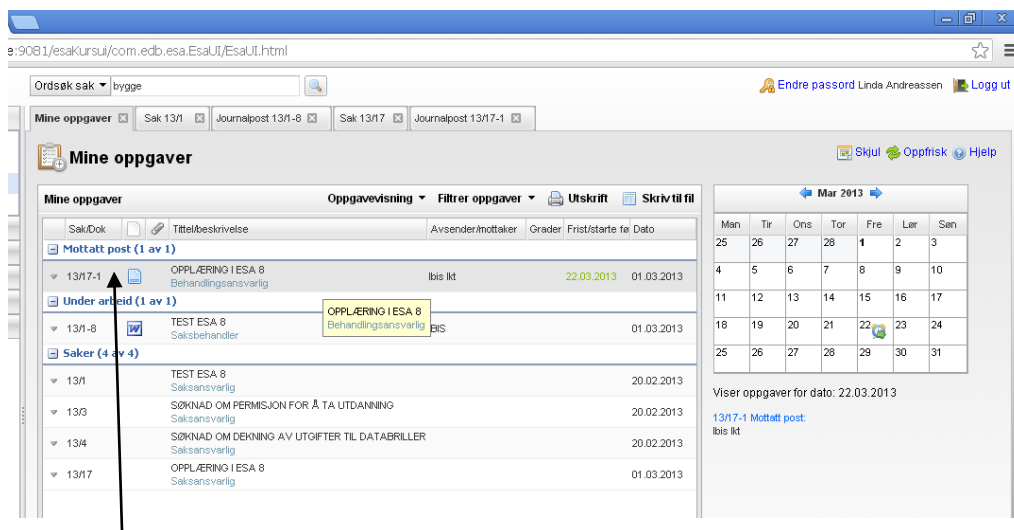 e:9081/esaKursui/com.edb.esa.EsaUI/EsaUI.html
Ordsøk sak bygge
Endre passord Linda Andreassen Logg ut
Mine oppgaver Sak 13/1 Journalpost 13/1-8 Sak 13/17 Journalpost 13/17-1
Mine oppgaver
Skjul Oppfrisk Hjelp
Mine oppgaver Oppgavevisning Filtrer oppgaver Utskrift Skriv til fil
Sak/Dok Tittel/beskrivelse Avsender/mottaker Grader Frist/starte fø Dato
Mottatt post (1 av 1)
13/17-1 OPPLÆRING I ESA 8 Ibis Ikt 22.03.2013 01.03.2013
Behandlingsansvarlig
Under arbeid (1 av 1)
OPPLÆRING I ESA 8
Behandlingsansvarlig
13/1-8 TEST ESA 8 IBIS 01.03.2013
Saksbehandler
Saker (4 av 4)
13/1 TEST ESA 8 20.02.2013
Saksansvarlig
13/3 SØKNAD OM PERMISJON FOR Å TA UTDANNING 20.02.2013
Saksansvarlig
13/4 SØKNAD OM DEKNING AV UTGIFTER TIL DATABRILLER 20.02.2013
Saksansvarlig
13/17 OPPLÆRING I ESA 8 01.03.2013
Saksansvarlig
Mar 2013
Man Tir Ons Tor Fre Lør Søn
25 26 27 28 1 2 3
4 5 6 7 8 9 10
11 12 13 14 15 16 17
18 19 20 21 22 23 24
25 26 27 28 29 30 31
Viser oppgaver for dato: 22.03.2013
13/17-1 Mottatt post:
Ibis Ikt